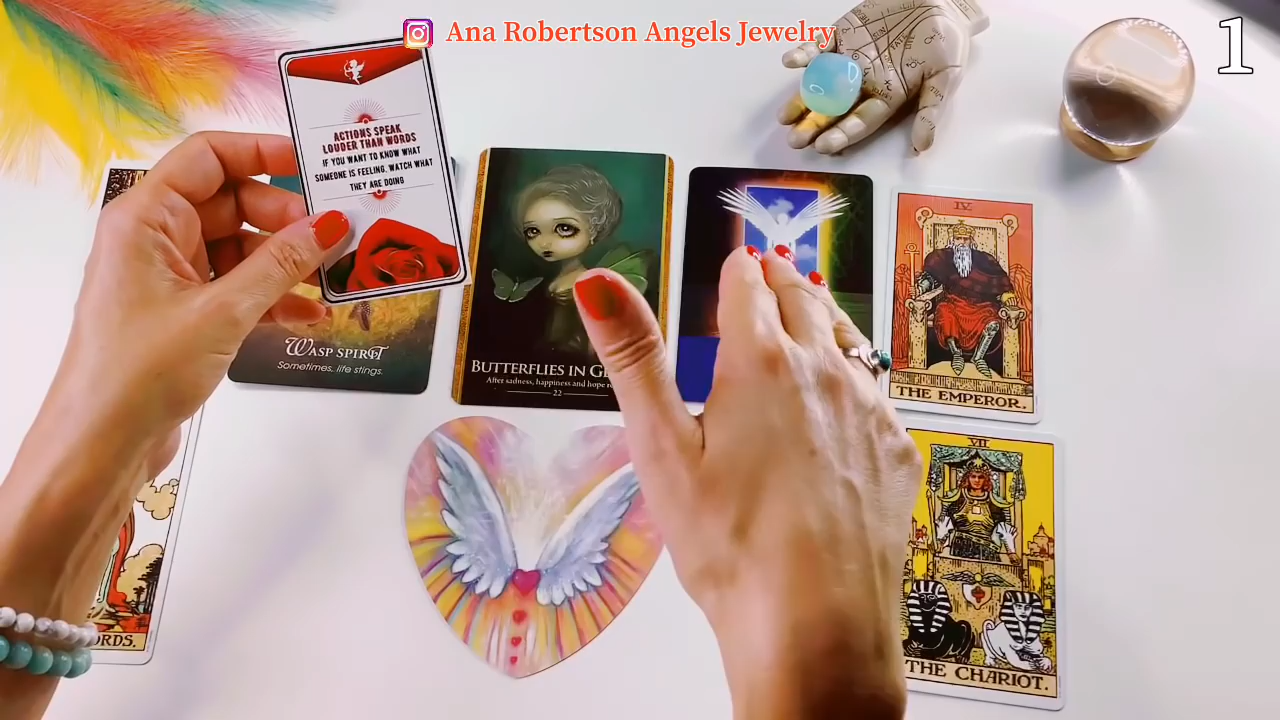 Ana Robertson Angels Jewelry
1
ACTIONS SPEAK
LOUDER THAN WORDS
IF YOU WANT TO KNOW WHAT
SOMEONE IS FEELING, WATCH WHAT
THEY ARE DOING
WASP SPIRIT
Sometimes, life stings.
BUTTERFLIES IN
After sadness, happiness and hope
22
IV
THE EMPEROR.
VII
THE CHARIOT.